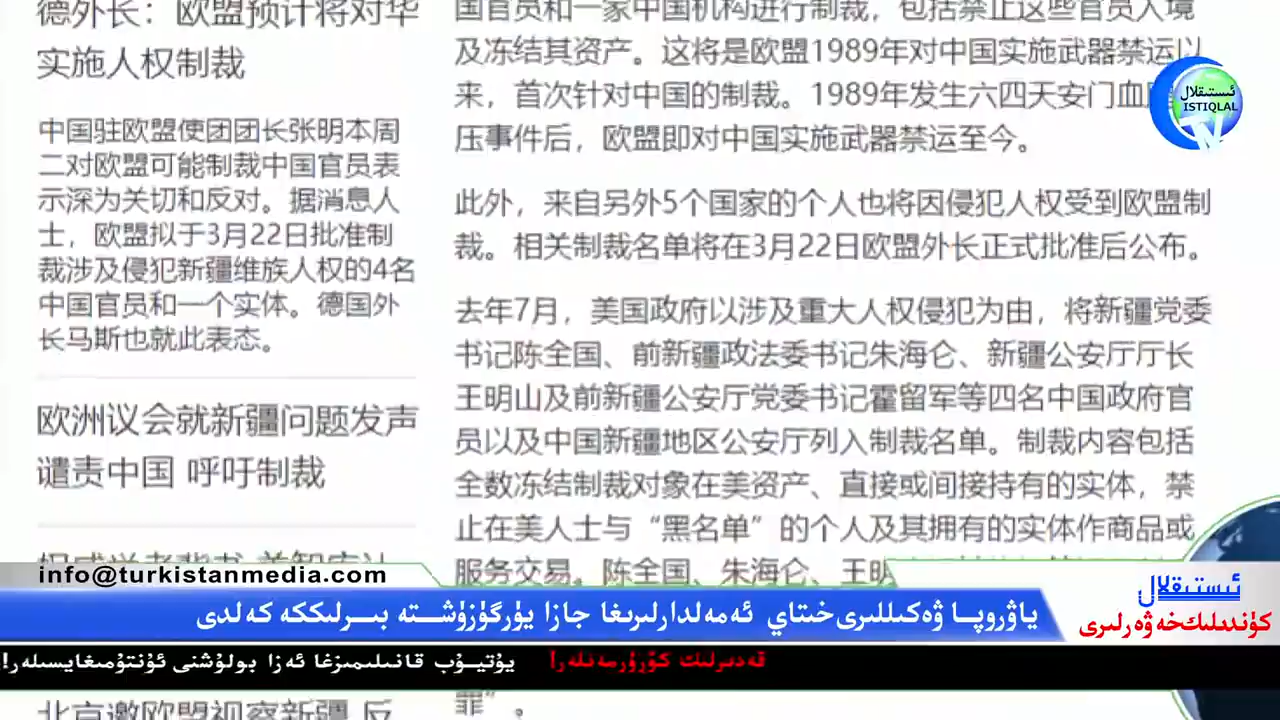 德外长：欧盟预计将对华
实施人权制裁
中国驻欧盟使团团长张明本周
二对欧盟可能制裁中国官员表
示深为关切和反对。据消息人
士，欧盟拟于3月22日批准制
裁涉及侵犯新疆维族人权的4名
中国官员和一个实体。德国外
长马斯也就此表态。
欧洲议会就新疆问题发声
谴责中国 呼吁制裁
国官员和一家中国机构进行制裁，包括禁止这些官员入境
及冻结其资产。这将是欧盟1989年对中国实施武器禁运以
来，首次针对中国的制裁。1989年发生六四天安门血
压事件后，欧盟即对中国实施武器禁运至今。
此外，来自另外5个国家的个人也将因侵犯人权受到欧盟制
裁。相关制裁名单将在3月22日欧盟外长正式批准后公布。
去年7月，美国政府以涉及重大人权侵犯为由，将新疆党委
书记陈全国、前新疆政法委书记朱海仑、新疆公安厅厅长
王明山及前新疆公安厅党委书记霍留军等四名中国政府官
员以及中国新疆地区公安厅列入制裁名单。制裁内容包括
全数冻结制裁对象在美资产、直接或间接持有的实体，禁
止在美人士与“黑名单”的个人及其拥有的实体作商品或
服务交易。陈全国、朱海仑、王明
罪”。
北京邀欧盟视察新疆 反
ئىستىقلال
ISTIQLAL
info@turkistanmedia.com
ياۋروپا ۋەكىللىرى خىتاي ئەمەلدارلىرىغا جازا يۈرگۈزۈشتە بىرلىككە كەلدى
ئىستىقلال
كۈندىلىك خەۋەرلىرى
قەدىرلىك كۆرۈرمەنلەر! يۇتيۇب قانىلىمىزغا ئەزا بولۇشنى ئۇنتۇمىغايسىلەر!